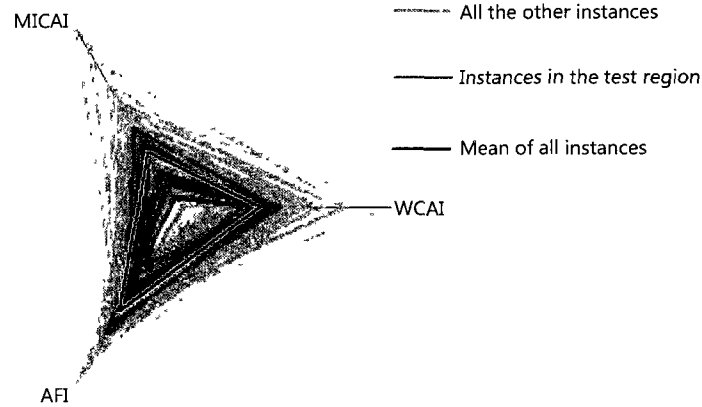 MICAI
All the other instances
Instances in the test region
Mean of all instances
WCAI
AFI